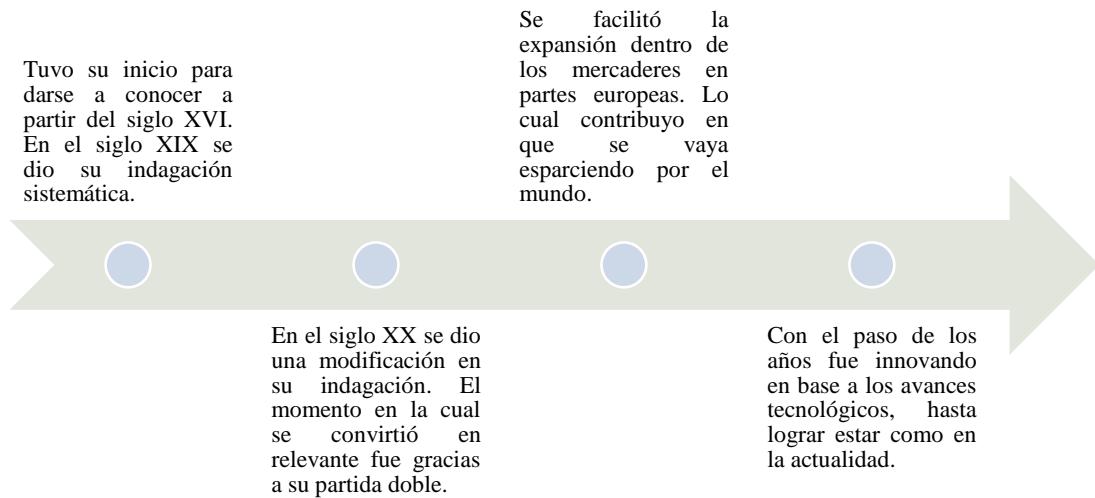 Tuvo su inicio para
darse a conocer a
partir del siglo XVI.
En el siglo XIX se
dio su indagación
sistemática.
En el siglo XX se dio
una modificación en
su indagación. El
momento en la cual
se convirtió en
relevante fue gracias
a su partida doble.
Se facilitó la
expansión dentro de
los mercaderes en
partes europeas. Lo
cual contribuyo en
que se vaya
esparciendo por el
mundo.
Con el paso de los
años fue innovando
en base a los avances
tecnológicos, hasta
lograr estar como en
la actualidad.